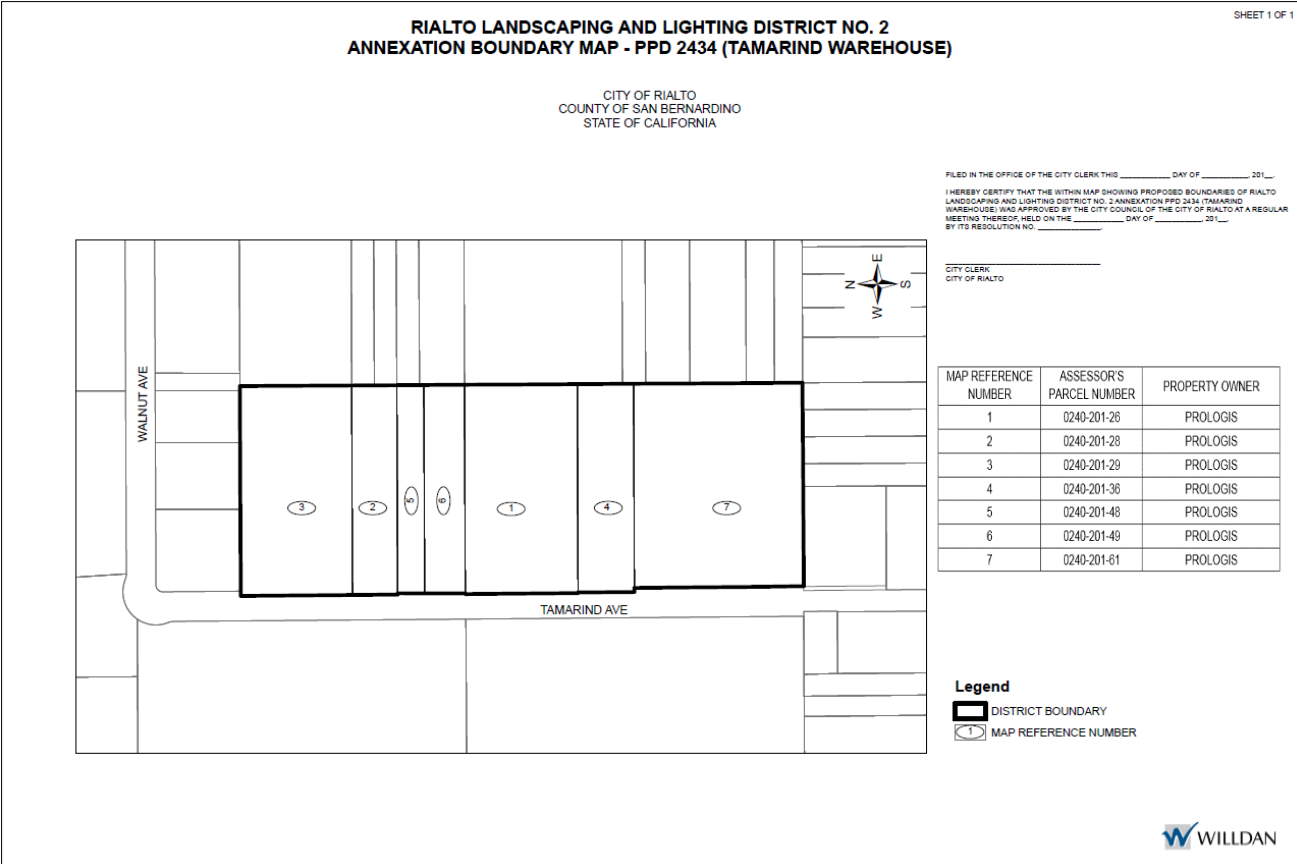 SHEET 1 OF 1
RIALTO LANDSCAPING AND LIGHTING DISTRICT NO. 2
ANNEXATION BOUNDARY MAP - PPD 2434 (TAMARIND WAREHOUSE)
CITY OF RIALTO
COUNTY OF SAN BERNARDINO
STATE OF CALIFORNIA
FILED IN THE OFFICE OF THE CITY CLERK THIS ____________ DAY OF ___________, 201__.
I HEREBY CERTIFY THAT THE WITHIN MAP SHOWING PROPOSED BOUNDARIES OF RIALTO
LANDSCAPING AND LIGHTING DISTRICT NO. 2 ANNEXATION PPD 2434 (TAMARIND
WAREHOUSE) WAS APPROVED BY THE CITY COUNCIL OF THE CITY OF RIALTO AT A REGULAR
MEETING THEREOF, HELD ON THE ____________ DAY OF ___________, 201__,
BY ITS RESOLUTION NO. _______________.
CITY CLERK
CITY OF RIALTO
E
N
S
W
WALNUT AVE
3
2
5
6
1
4
7
TAMARIND AVE
MAP REFERENCE NUMBER ASSESSOR'S PARCEL NUMBER PROPERTY OWNER
1 0240-201-26 PROLOGIS
2 0240-201-28 PROLOGIS
3 0240-201-29 PROLOGIS
4 0240-201-36 PROLOGIS
5 0240-201-48 PROLOGIS
6 0240-201-49 PROLOGIS
7 0240-201-61 PROLOGIS
Legend
DISTRICT BOUNDARY
1 MAP REFERENCE NUMBER
WILLDAN